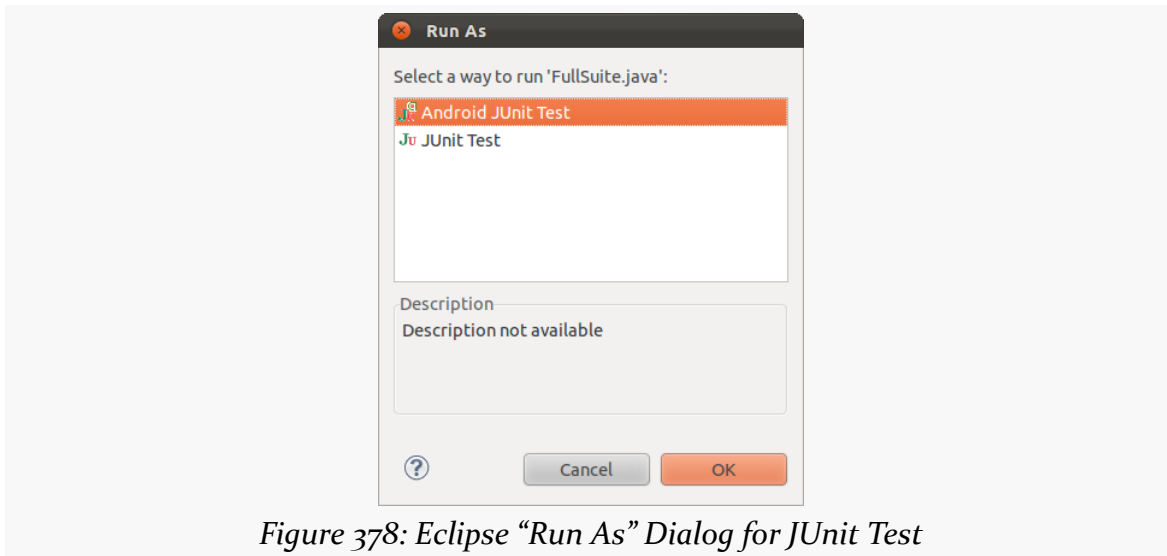 Run As
Select a way to run 'FullSuite.java':
Android JUnit Test
Ju JUnit Test
Description
Description not available
Cancel
OK
Figure 378: Eclipse “Run As” Dialog for JUnit Test